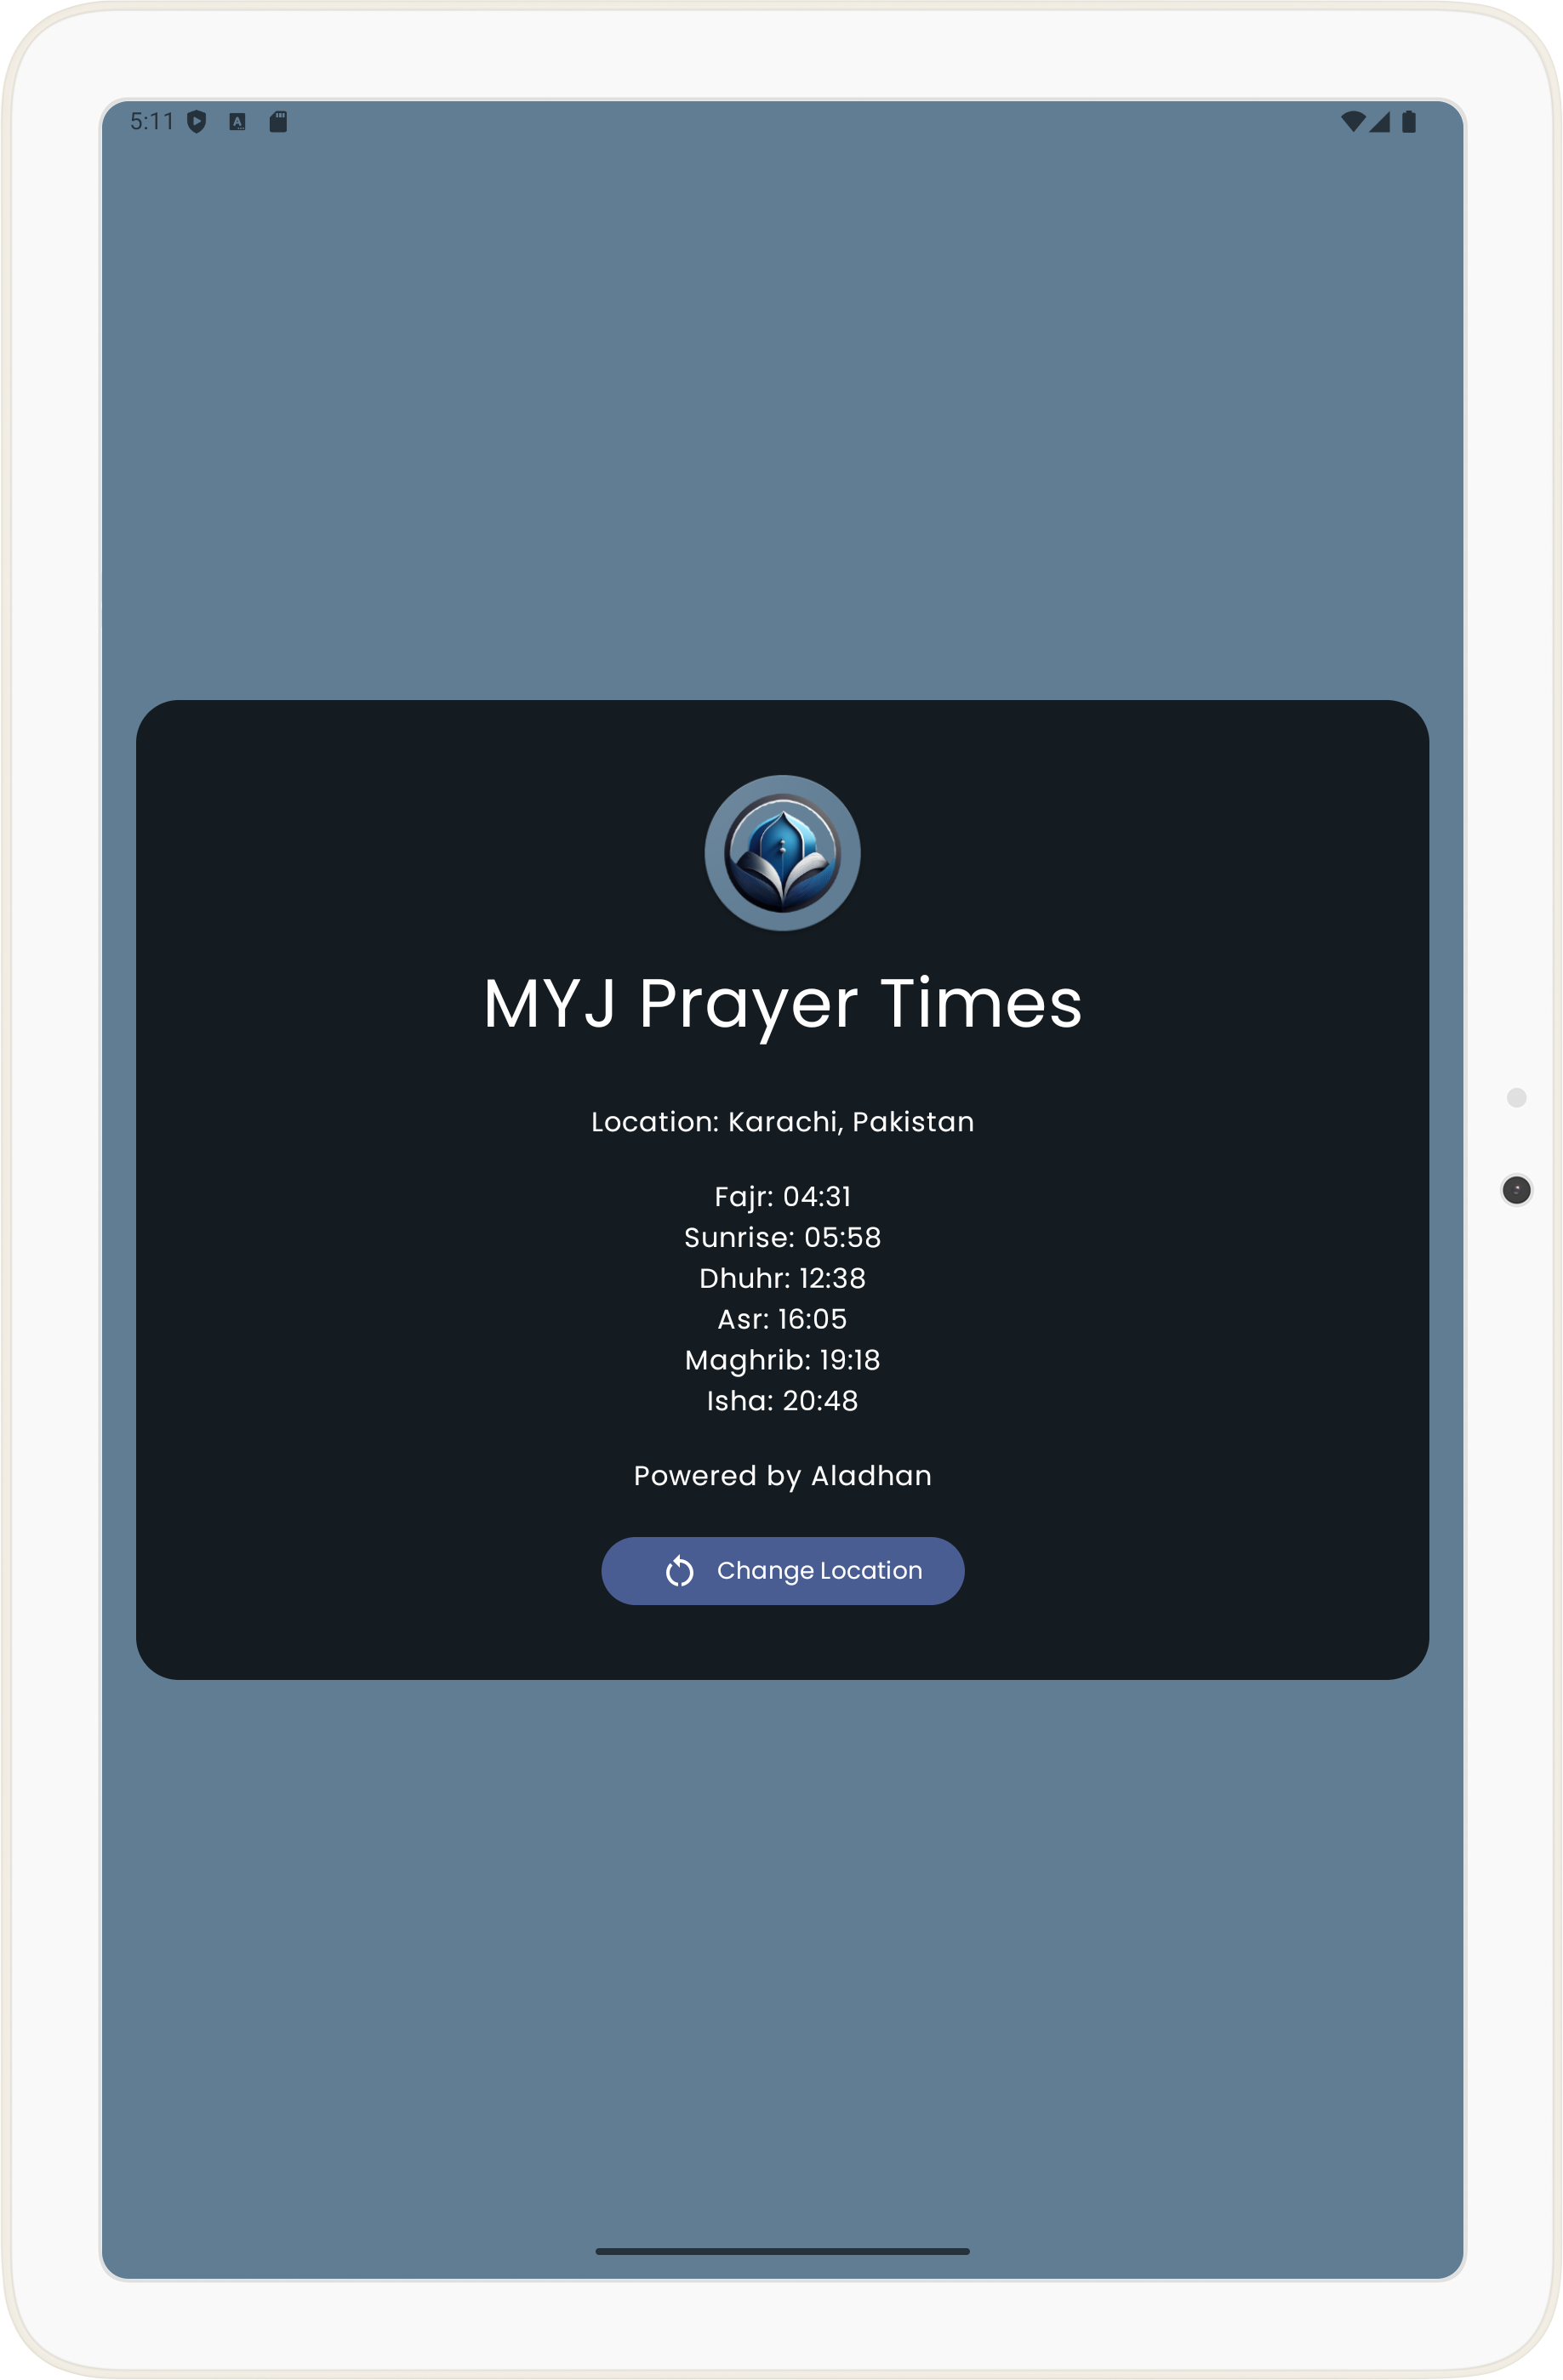 5:11
MYJ Prayer Times
Location: Karachi, Pakistan
Fajr: 04:31
Sunrise: 05:58
Dhuhr: 12:38
Asr: 16:05
Maghrib: 19:18
Isha: 20:48
Powered by Aladhan
Change Location